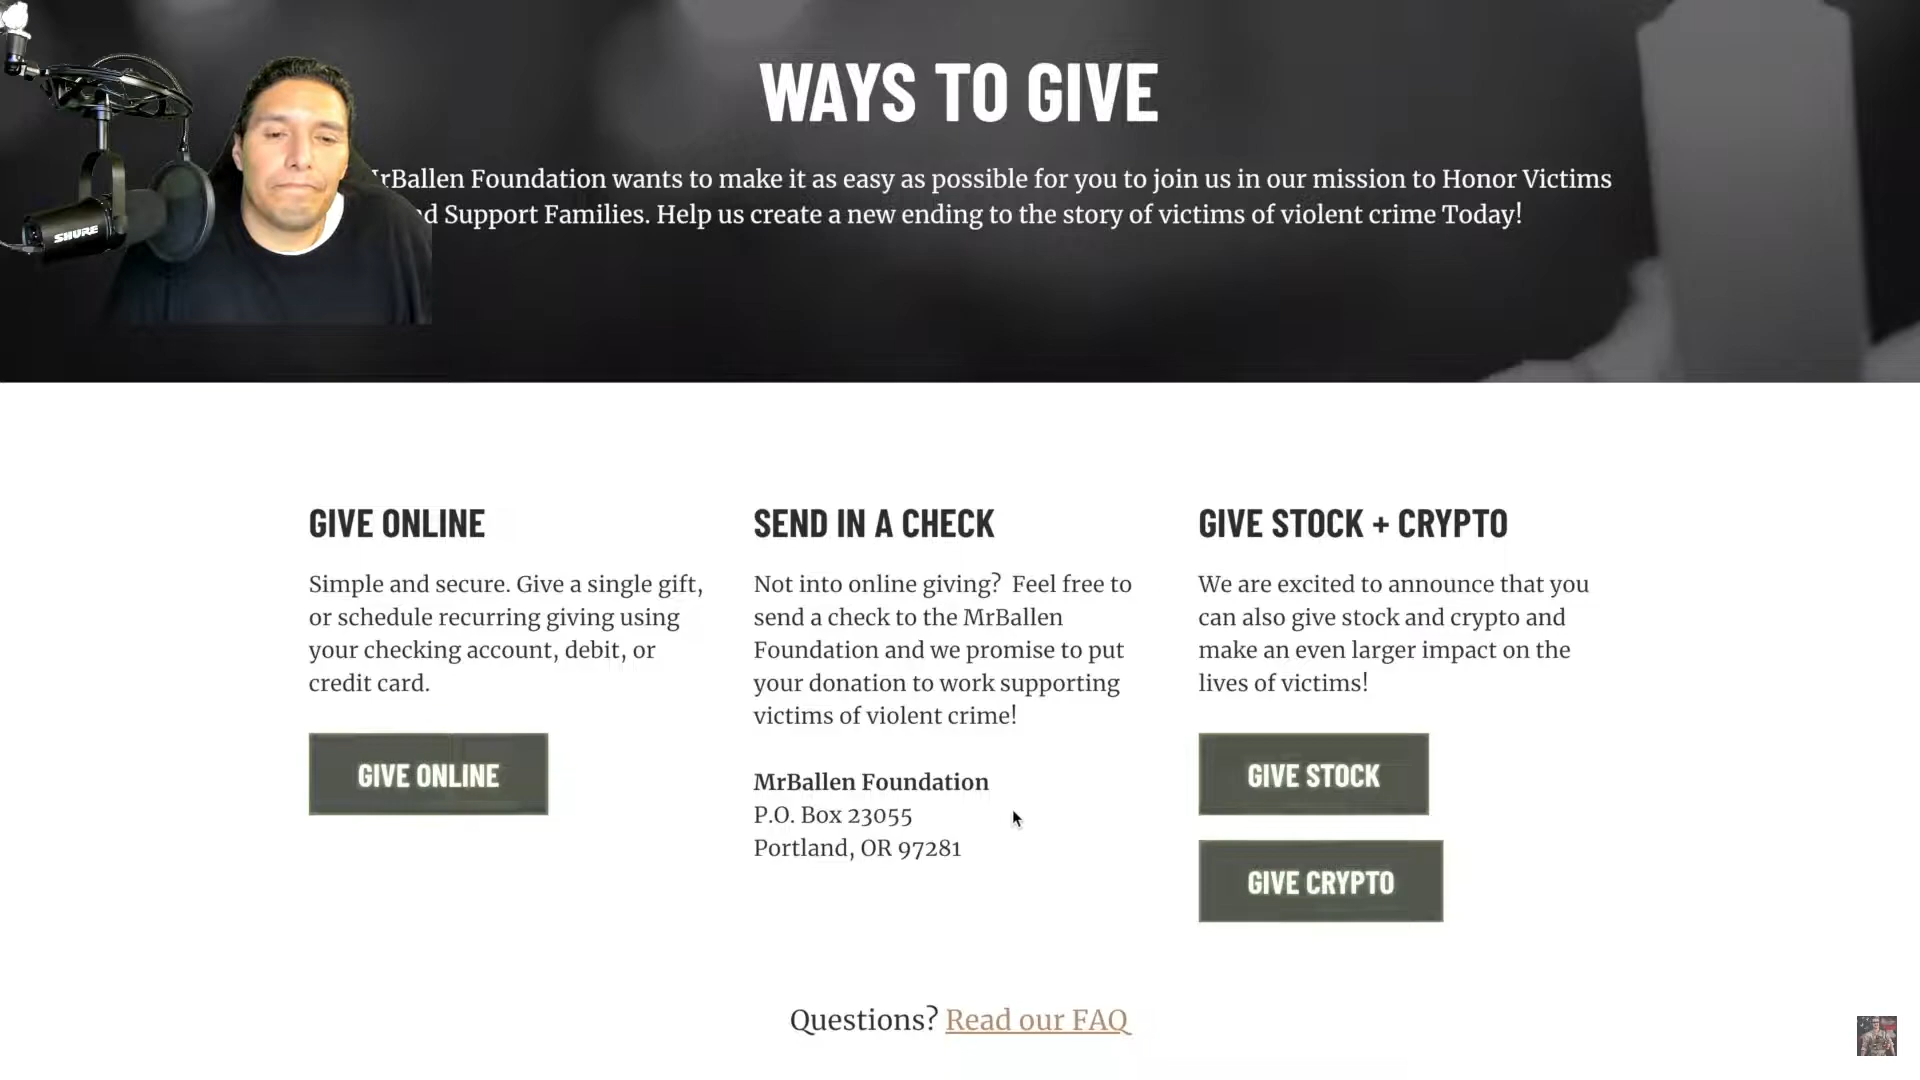 WAYS TO GIVE
MrBallen Foundation wants to make it as easy as possible for you to join us in our mission to Honor Victims
Support Families. Help us create a new ending to the story of victims of violent crime Today!
SHURE
GIVE ONLINE
Simple and secure. Give a single gift,
or schedule recurring giving using
your checking account, debit, or
credit card.
GIVE ONLINE
SEND IN A CHECK
Not into online giving? Feel free to
send a check to the MrBallen
Foundation and we promise to put
your donation to work supporting
victims of violent crime!
MrBallen Foundation
P.O. Box 23055
Portland, OR 97281
GIVE STOCK + CRYPTO
We are excited to announce that you
can also give stock and crypto and
make an even larger impact on the
lives of victims!
GIVE STOCK
GIVE CRYPTO
Questions? Read our FAQ